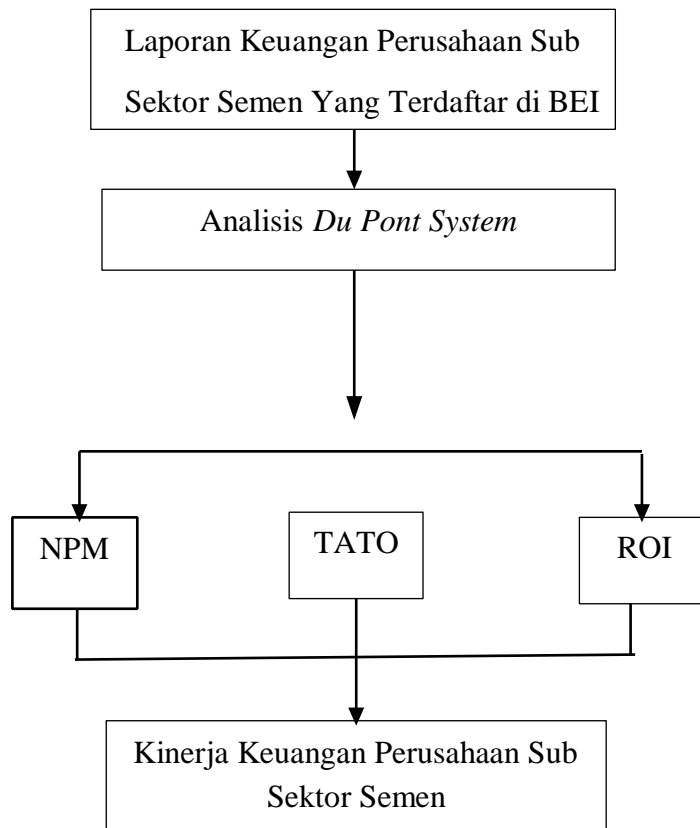 Laporan Keuangan Perusahaan Sub
Sektor Semen Yang Terdaftar di BEI
Analisis Du Pont System
NPM
TATO
ROI
Kinerja Keuangan Perusahaan Sub
Sektor Semen